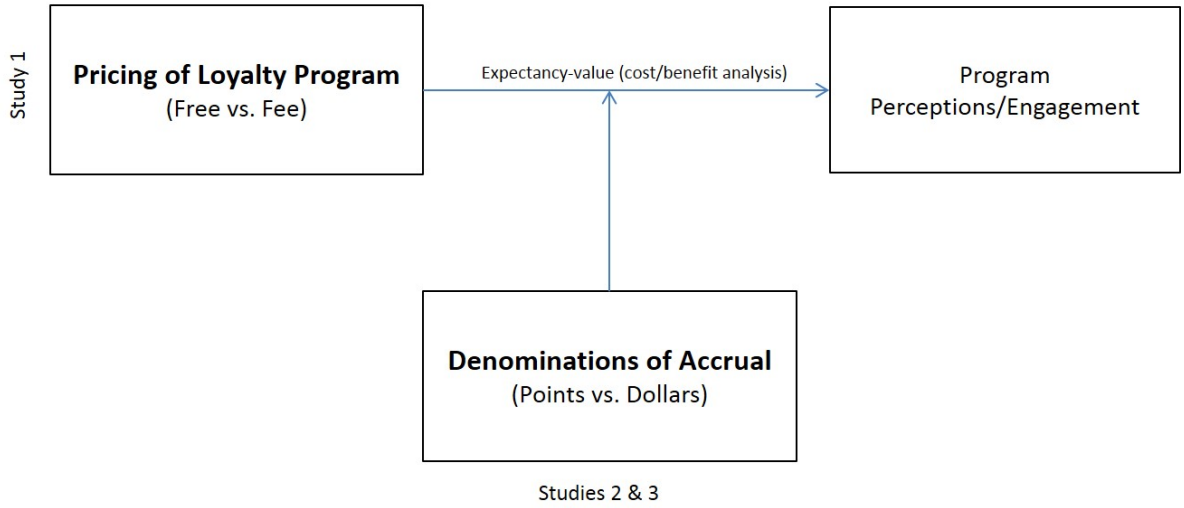 Study 1
Pricing of Loyalty Program
(Free vs. Fee)
Expectancy-value (cost/benefit analysis)
Program
Perceptions/Engagement
Denominations of Accrual
(Points vs. Dollars)
Studies 2 & 3